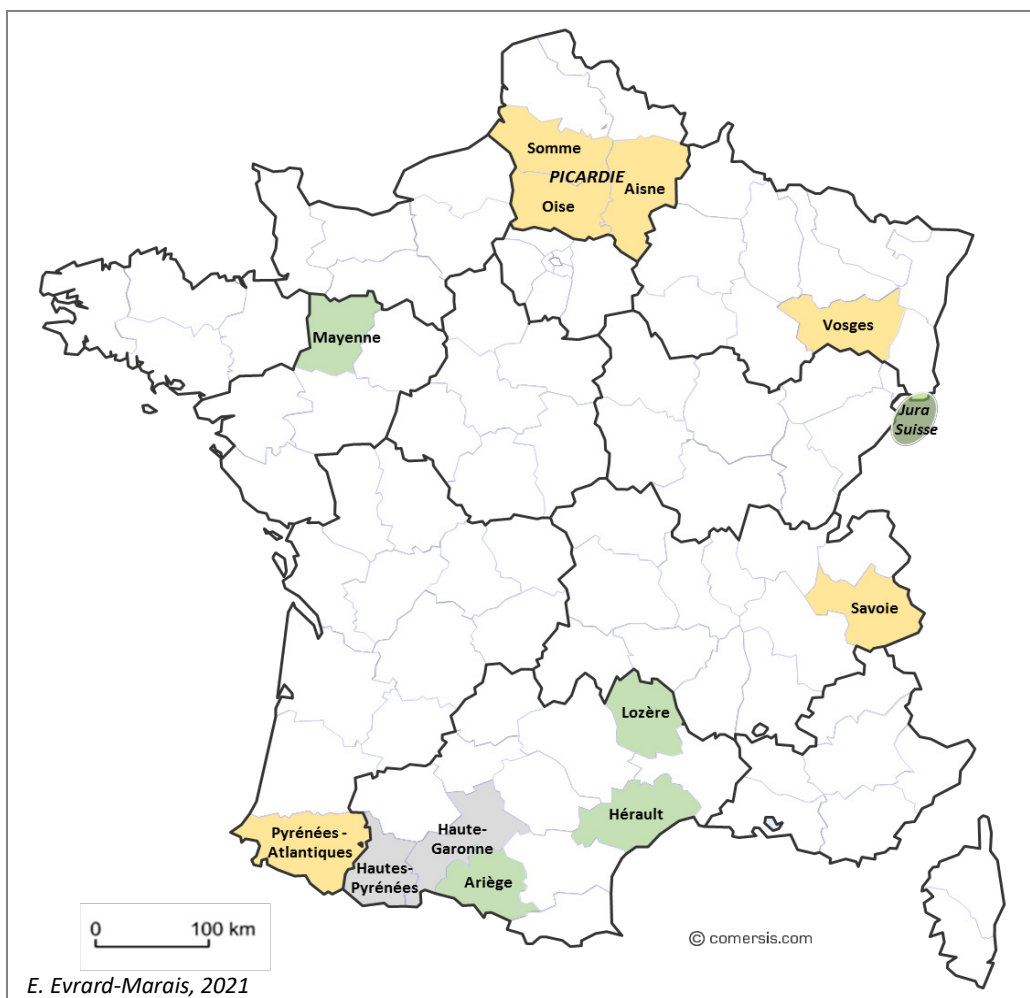 Somme
PICARDIE
Aisne
Oise
Mayenne
Vosges
Jura
Suisse
Savoie
Lozère
Hérault
Pyrénées -
Atlantiques
Haute-
Garonne
Hautes-
Pyrénées
Ariège
0 100 km
© comersis.com
E. Evrard-Marais, 2021